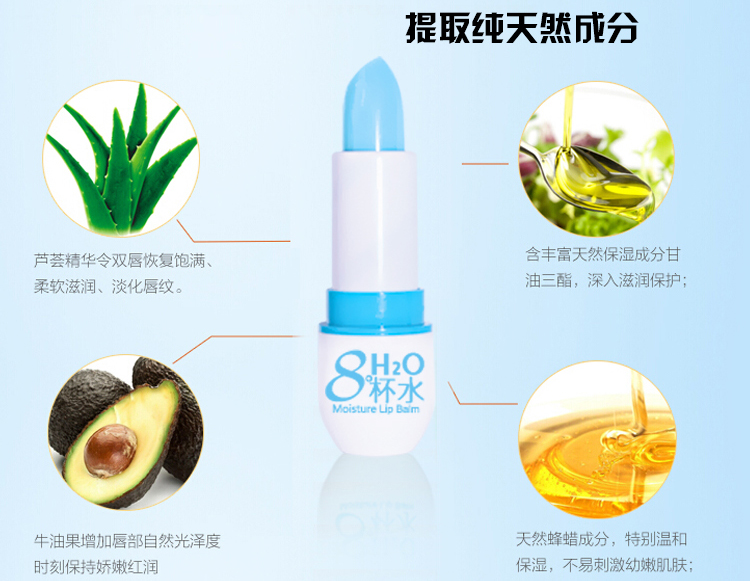 提取纯天然成分
芦荟精华令双唇恢复饱满、
柔软滋润、淡化唇纹。
含丰富天然保湿成分甘
油三酯，深入滋润保护；
8°H₂O
杯水
Moisture Lip Balm
牛油果增加唇部自然光泽度
时刻保持娇嫩红润
天然蜂蜡成分，特别温和
保湿，不易刺激幼嫩肌肤；